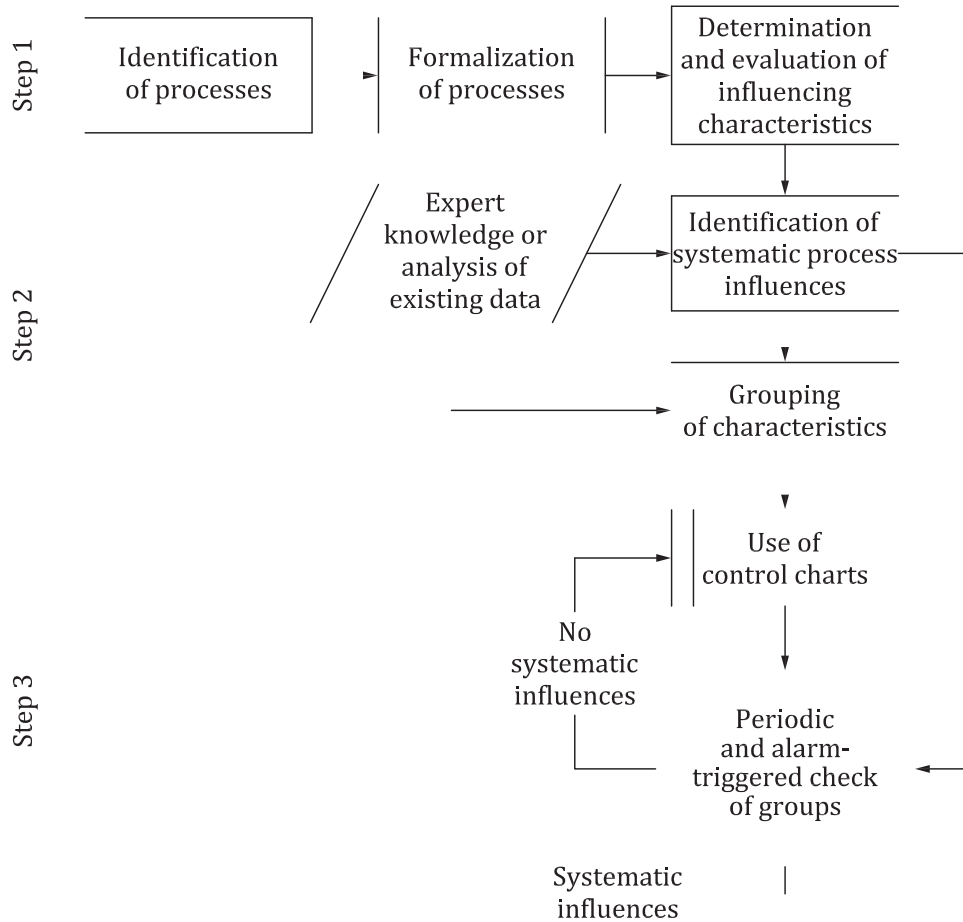 Step 1
Identification
of processes
Formalization
of processes
Determination
and evaluation of
influencing
characteristics
Step 2
Expert
knowledge or
analysis of
existing data
Identification of
systematic process
influences
Grouping
of characteristics
Step 3
Use of
control charts
No
systematic
influences
Periodic
and alarm-
triggered check
of groups
Systematic
influences